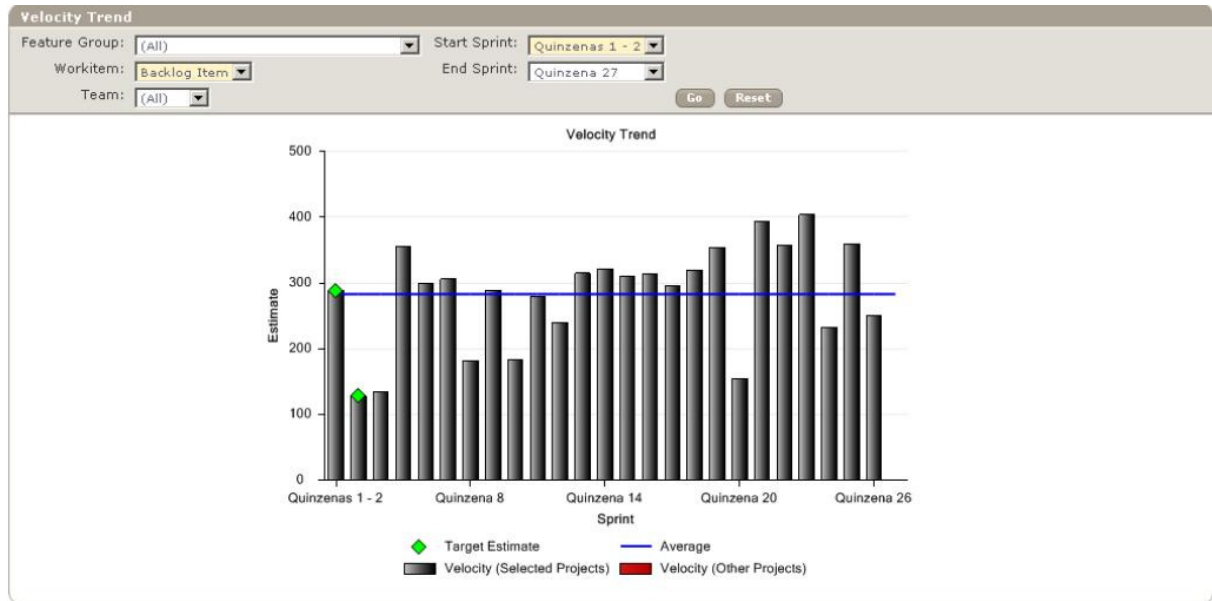 Velocity Trend
Feature Group: (All) Start Sprint: Quinzenas 1 - 2
Workitem: Backlog Item End Sprint: Quinzena 27
Team: (All) Go Reset
Velocity Trend
500
400
300
200
100
0
Estimate
Quinzenas 1 - 2 Quinzena 8 Quinzena 14 Quinzena 20 Quinzena 26
Sprint
Target Estimate Average
Velocity (Selected Projects) Velocity (Other Projects)